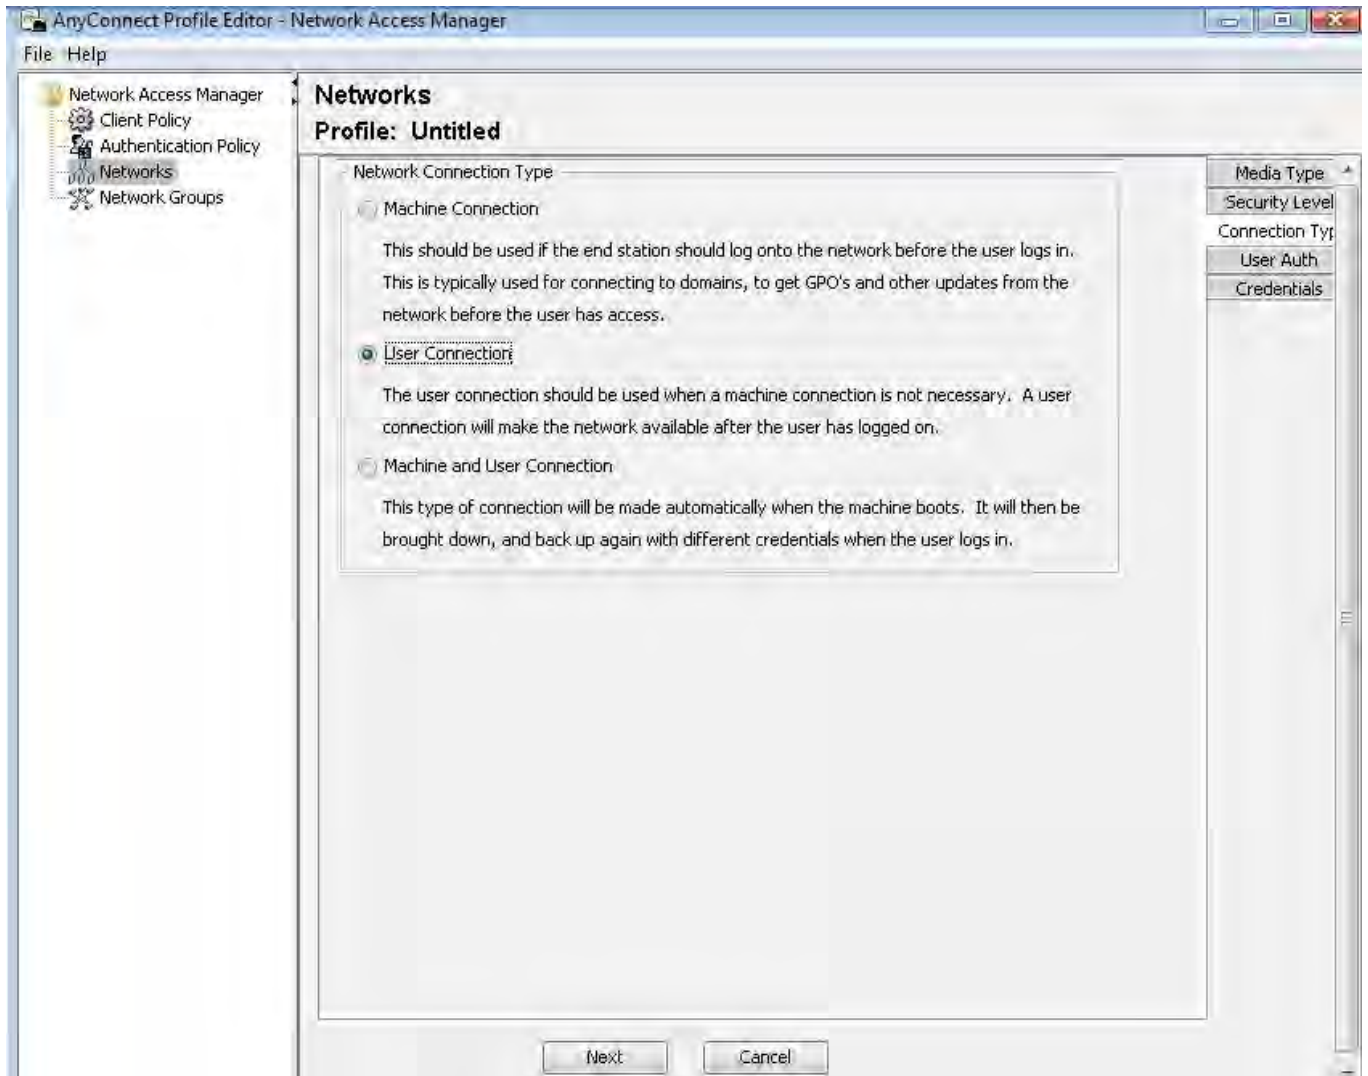 AnyConnect Profile Editor - Network Access Manager
File Help
Network Access Manager
Client Policy
Authentication Policy
Networks
Network Groups
Networks
Profile: Untitled
Network Connection Type
Machine Connection
This should be used if the end station should log onto the network before the user logs in.
This is typically used for connecting to domains, to get GPO's and other updates from the
network before the user has access.
User Connection
The user connection should be used when a machine connection is not necessary. A user
connection will make the network available after the user has logged on.
Machine and User Connection
This type of connection will be made automatically when the machine boots. It will then be
brought down, and back up again with different credentials when the user logs in.
Media Type
Security Level
Connection Typ
User Auth
Credentials
Next
Cancel